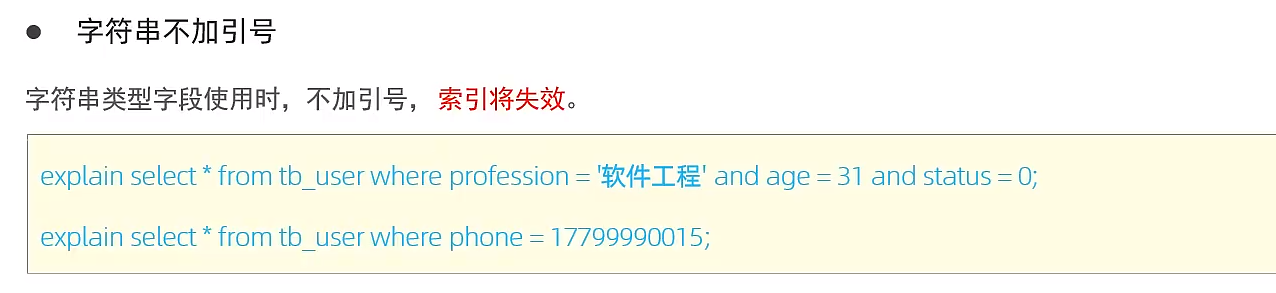 ● 字符串不加引号
字符串类型字段使用时，不加引号， 索引将失效。
explain select * from tb_user where profession = '软件工程' and age = 31 and status = 0;
explain select * from tb_user where phone = 17799990015;